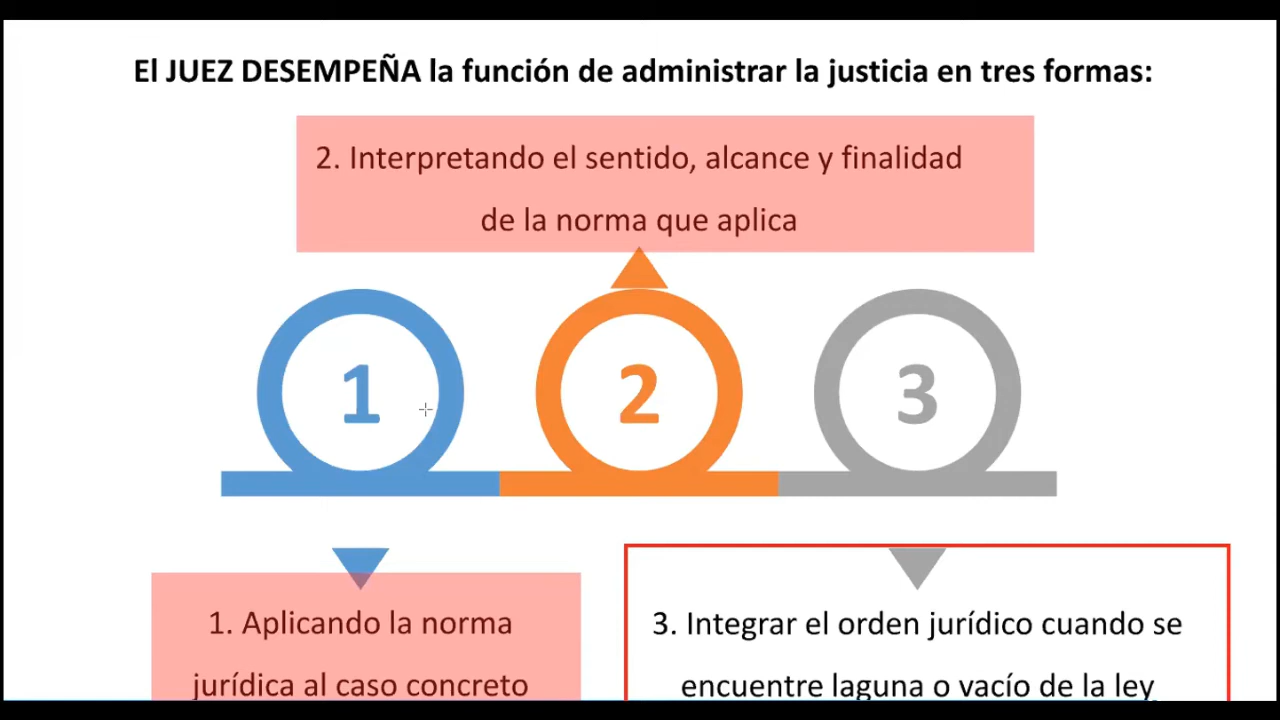 El JUEZ DESEMPEÑA la función de administrar la justicia en tres formas:
2. Interpretando el sentido, alcance y finalidad
de la norma que aplica
1
2
3
1. Aplicando la norma
jurídica al caso concreto
3. Integrar el orden jurídico cuando se
encuentre laguna o vacío de la ley